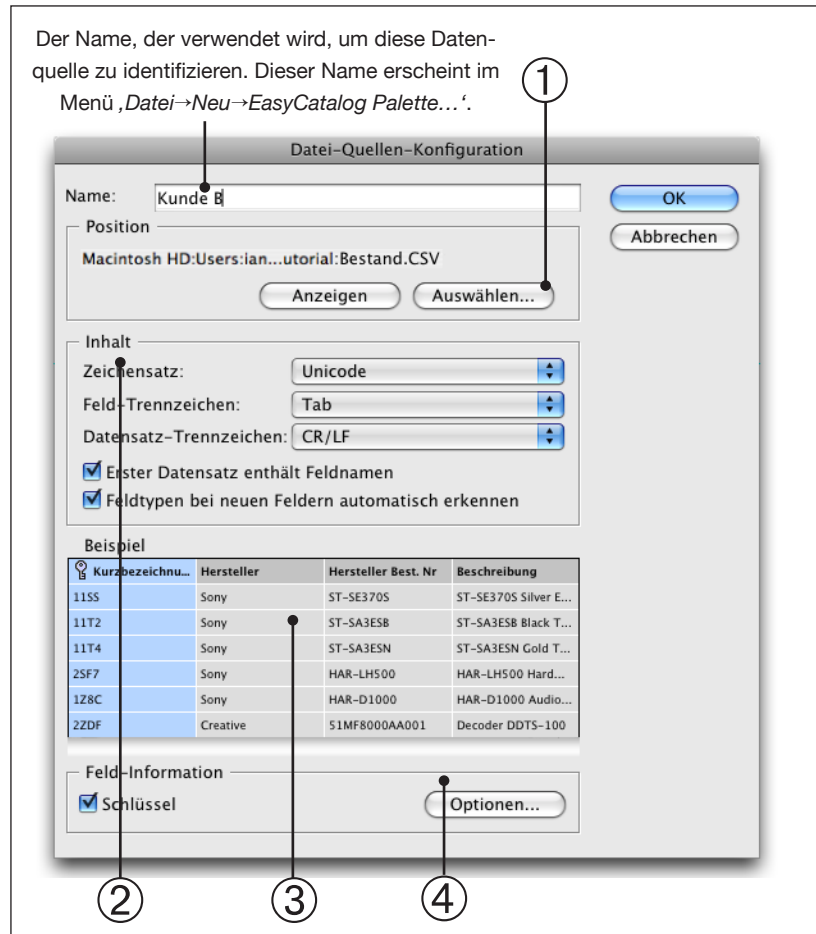 Der Name, der verwendet wird, um diese Daten-
quelle zu identifizieren. Dieser Name erscheint im
Menü ‚Datei→Neu→EasyCatalog Palette…‘.
①
Datei-Quellen-Konfiguration
Name: Kunde B
OK
Abbrechen
Position
Macintosh HD:Users:ian...utorial:Bestand.CSV
Anzeigen Auswählen...
Inhalt
Zeichensatz: Unicode
Feld-Trennzeichen: Tab
Datensatz-Trennzeichen: CR/LF
Erster Datensatz enthält Feldnamen
Feldtypen bei neuen Feldern automatisch erkennen
Beispiel
Kurzbezeichnu... Hersteller Hersteller Best. Nr Beschreibung
11SS Sony ST-SE370S ST-SE370S Silver E...
11T2 Sony ST-SA3ESB ST-SA3ESB Black T...
11T4 Sony ST-SA3ESN ST-SA3ESN Gold T...
2SF7 Sony HAR-LH500 HAR-LH500 Hard...
1Z8C Sony HAR-D1000 HAR-D1000 Audio...
2ZDF Creative 51MF8000AA001 Decoder DDTS-100
Feld-Information
Schlüssel Optionen...
② ③ ④